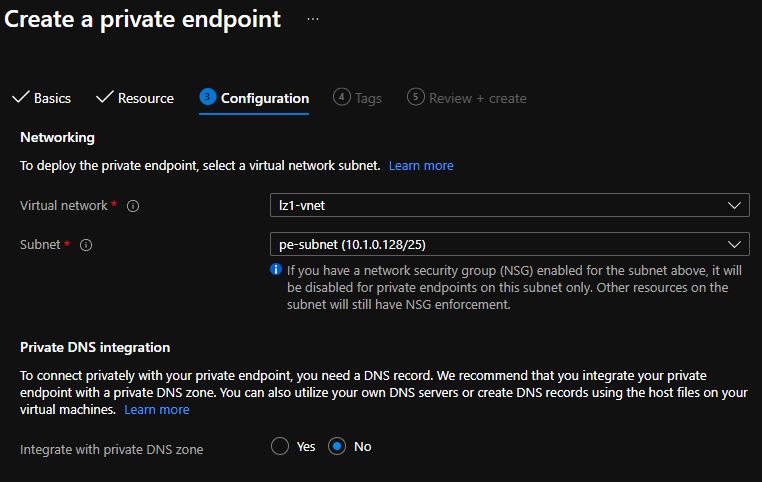 Create a private endpoint ...
Basics Resource 3 Configuration 4 Tags 5 Review + create
Networking
To deploy the private endpoint, select a virtual network subnet. Learn more
Virtual network * lz1-vnet
Subnet * pe-subnet (10.1.0.128/25)
If you have a network security group (NSG) enabled for the subnet above, it will
be disabled for private endpoints on this subnet only. Other resources on the
subnet will still have NSG enforcement.
Private DNS integration
To connect privately with your private endpoint, you need a DNS record. We recommend that you integrate your private
endpoint with a private DNS zone. You can also utilize your own DNS servers or create DNS records using the host files on your
virtual machines. Learn more
Integrate with private DNS zone Yes No